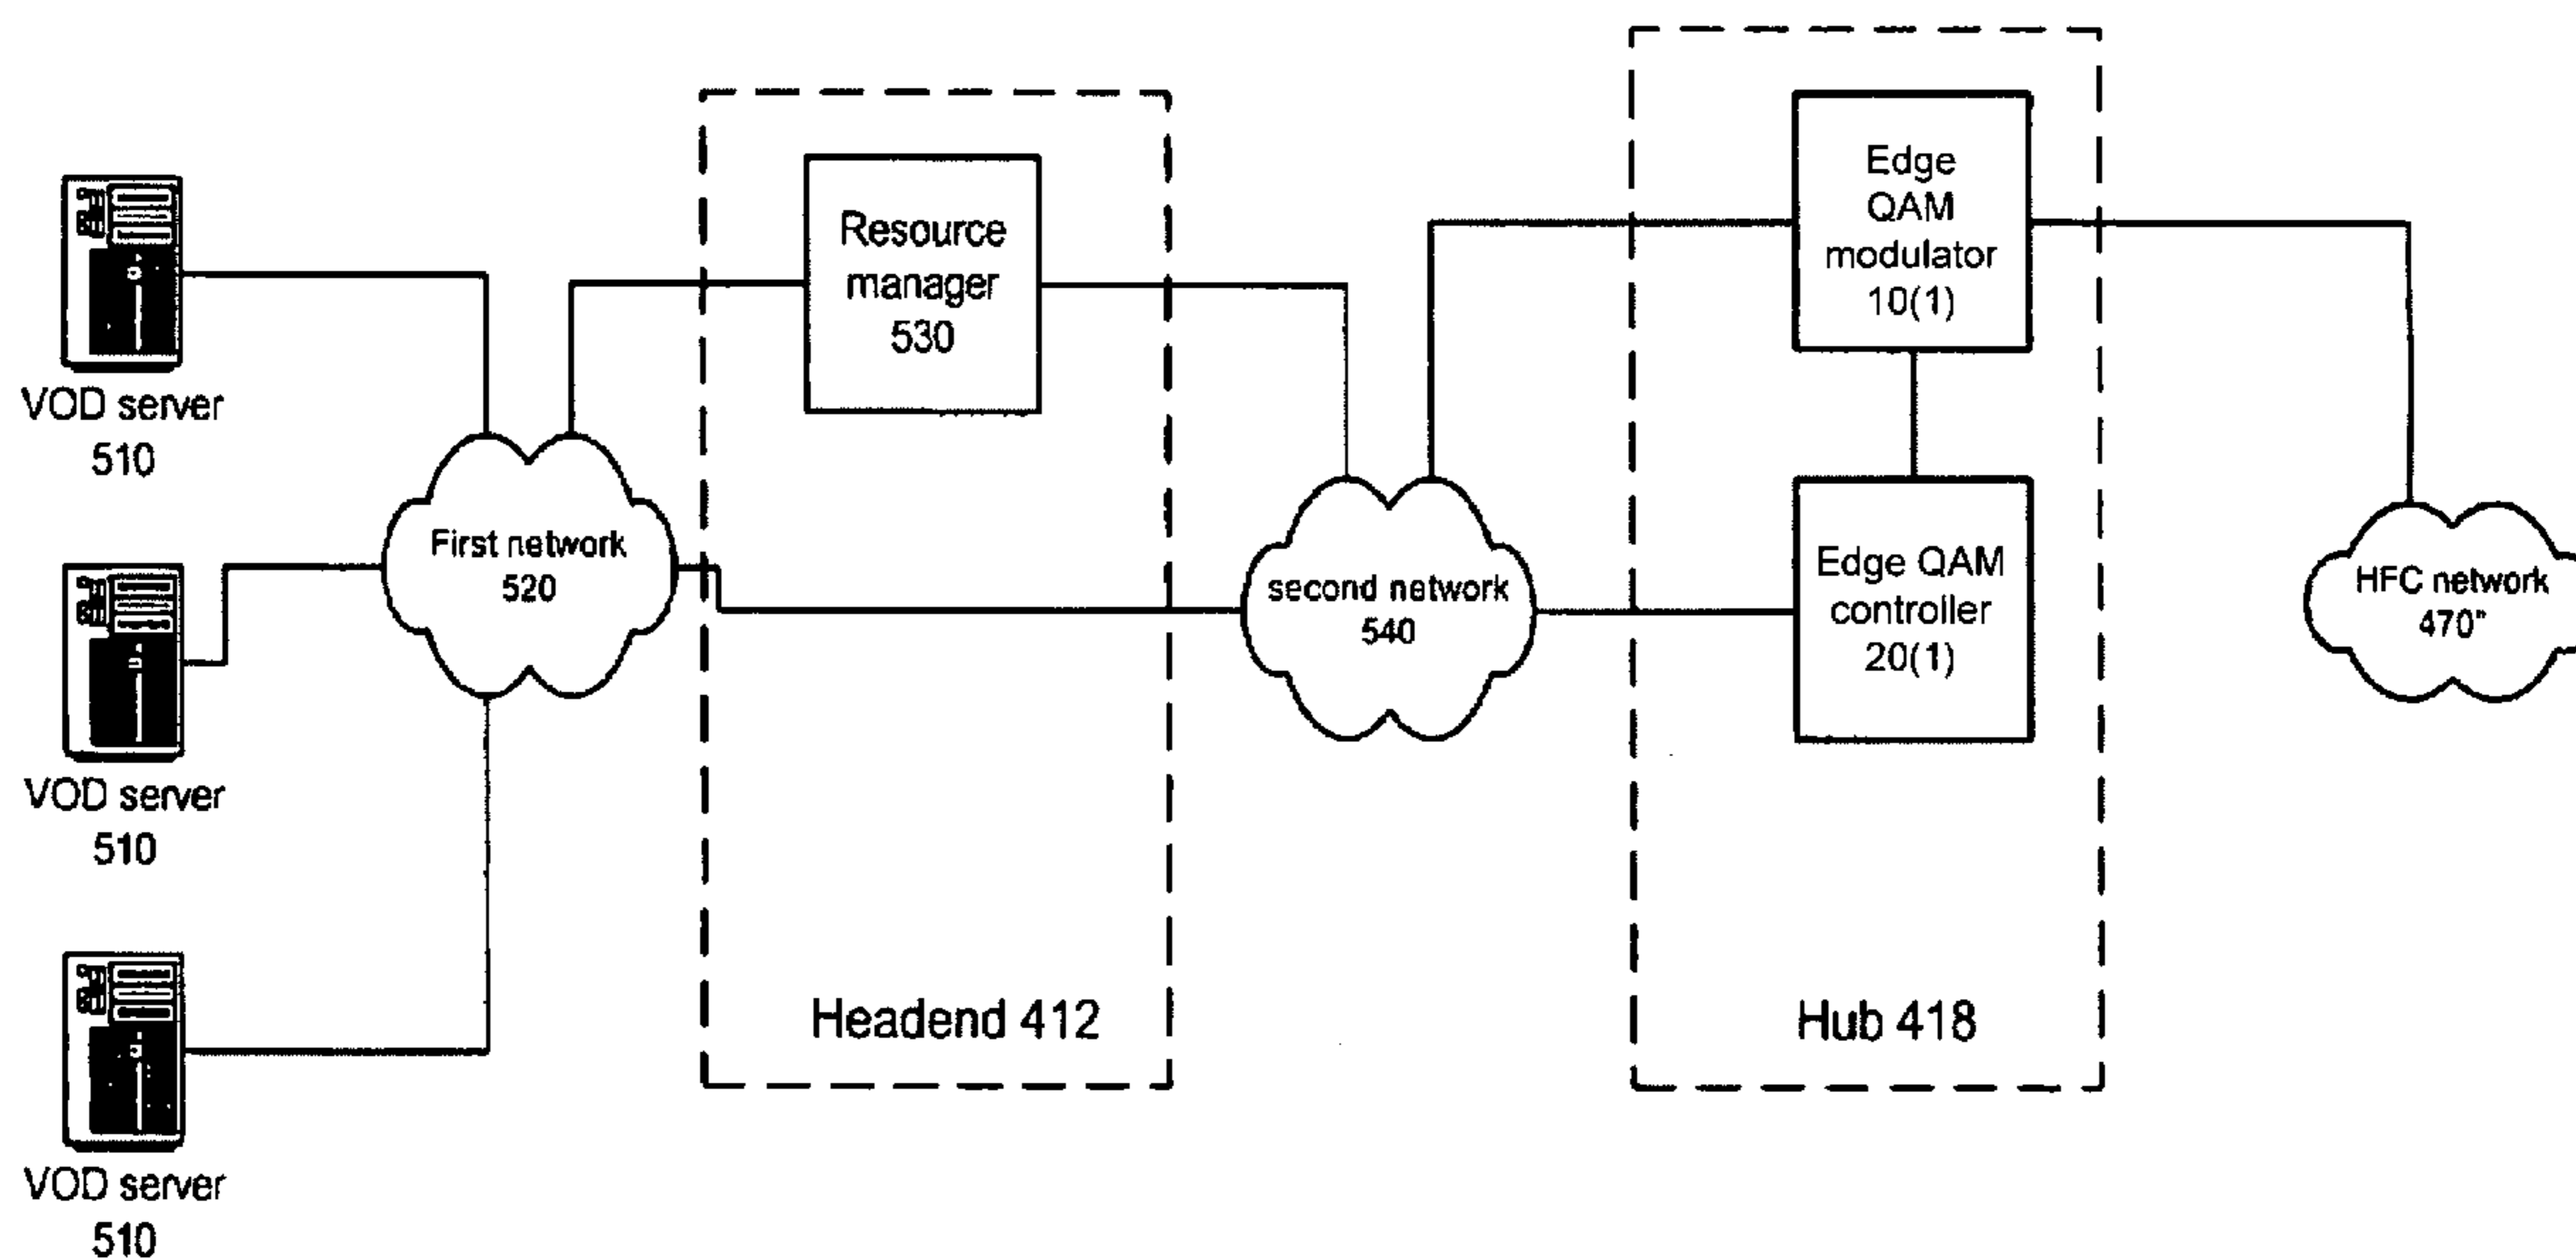 VOD server
510
VOD server
510
VOD server
510
First network
520
Resource
manager
530
Headend 412
second network
540
Edge
QAM
modulator
10(1)
Edge QAM
controller
20(1)
Hub 418
HFC network
470"